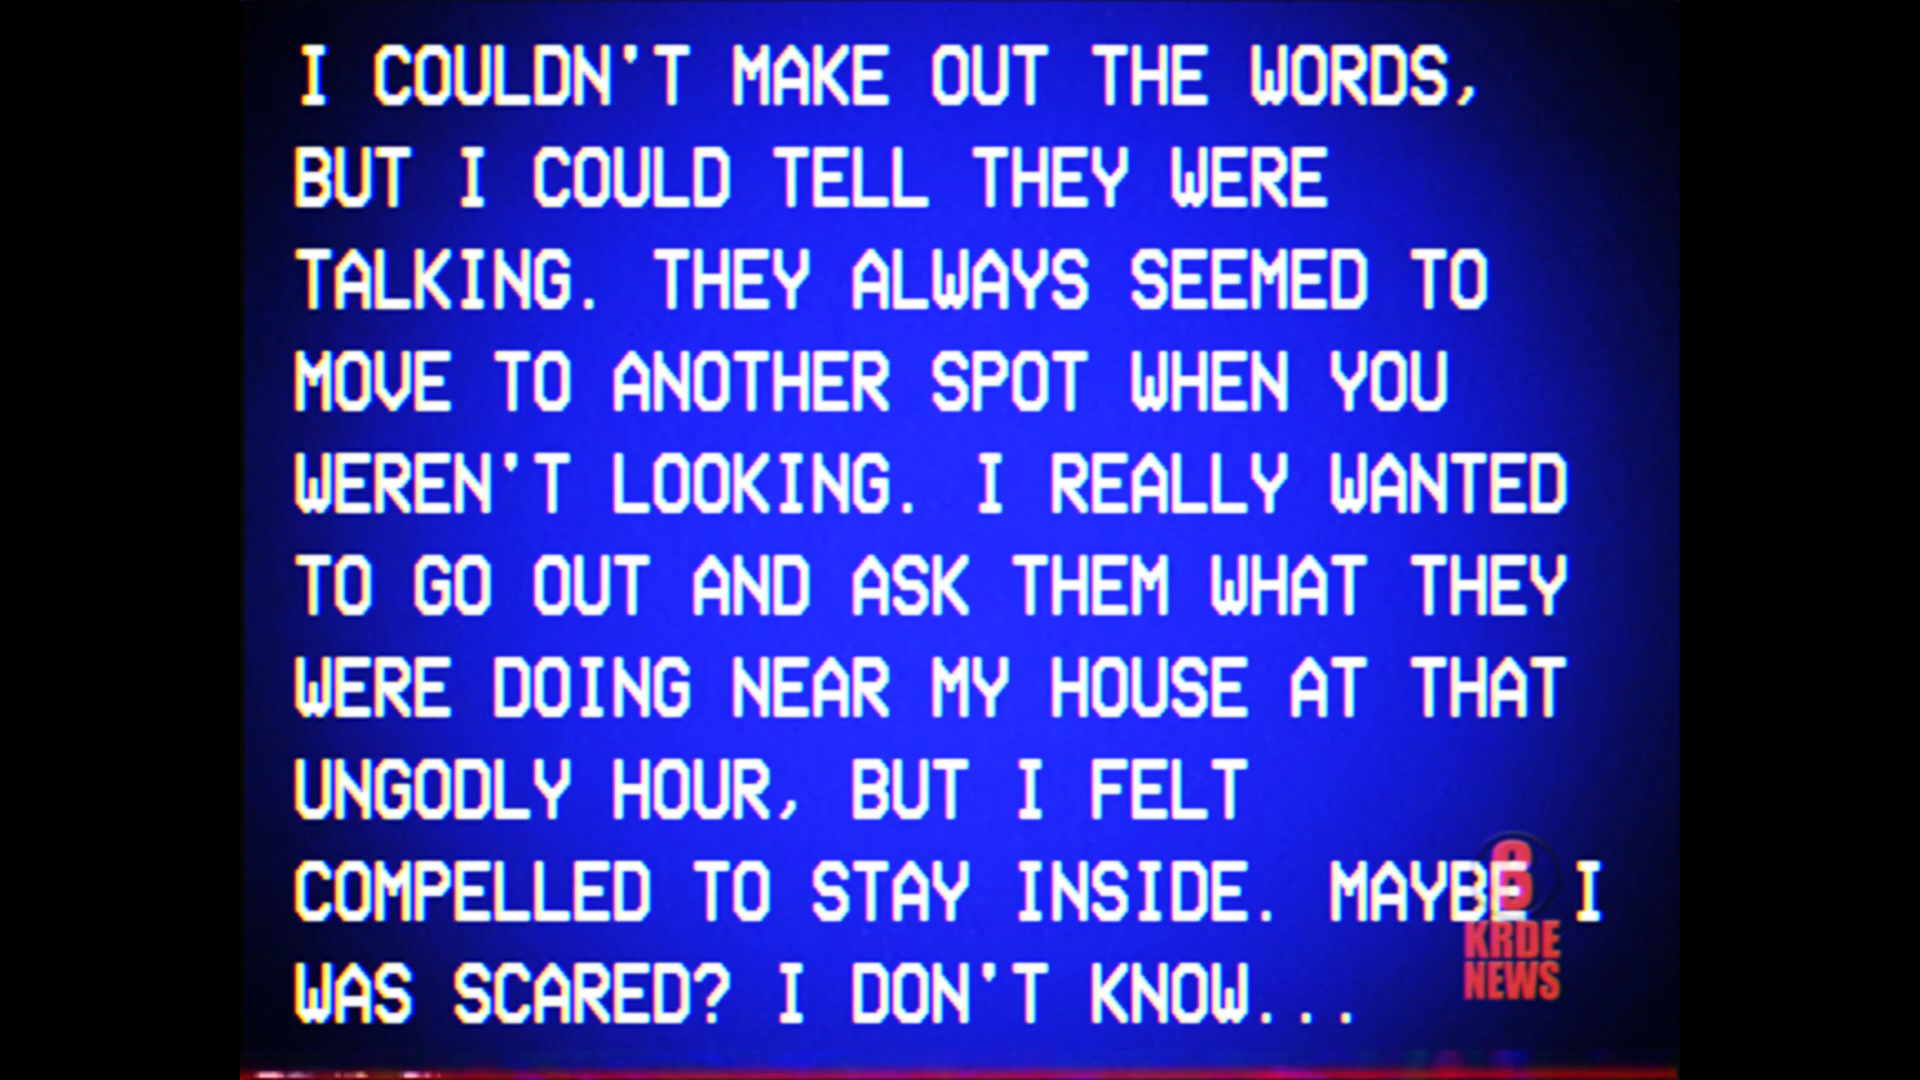 I COULDN'T MAKE OUT THE WORDS,
BUT I COULD TELL THEY WERE
TALKING. THEY ALWAYS SEEMED TO
MOVE TO ANOTHER SPOT WHEN YOU
WEREN'T LOOKING. I REALLY WANTED
TO GO OUT AND ASK THEM WHAT THEY
WERE DOING NEAR MY HOUSE AT THAT
UNGODLY HOUR, BUT I FELT
COMPELLED TO STAY INSIDE. MAYBE I
WAS SCARED? I DON'T KNOW...
6
KRDE
NEWS